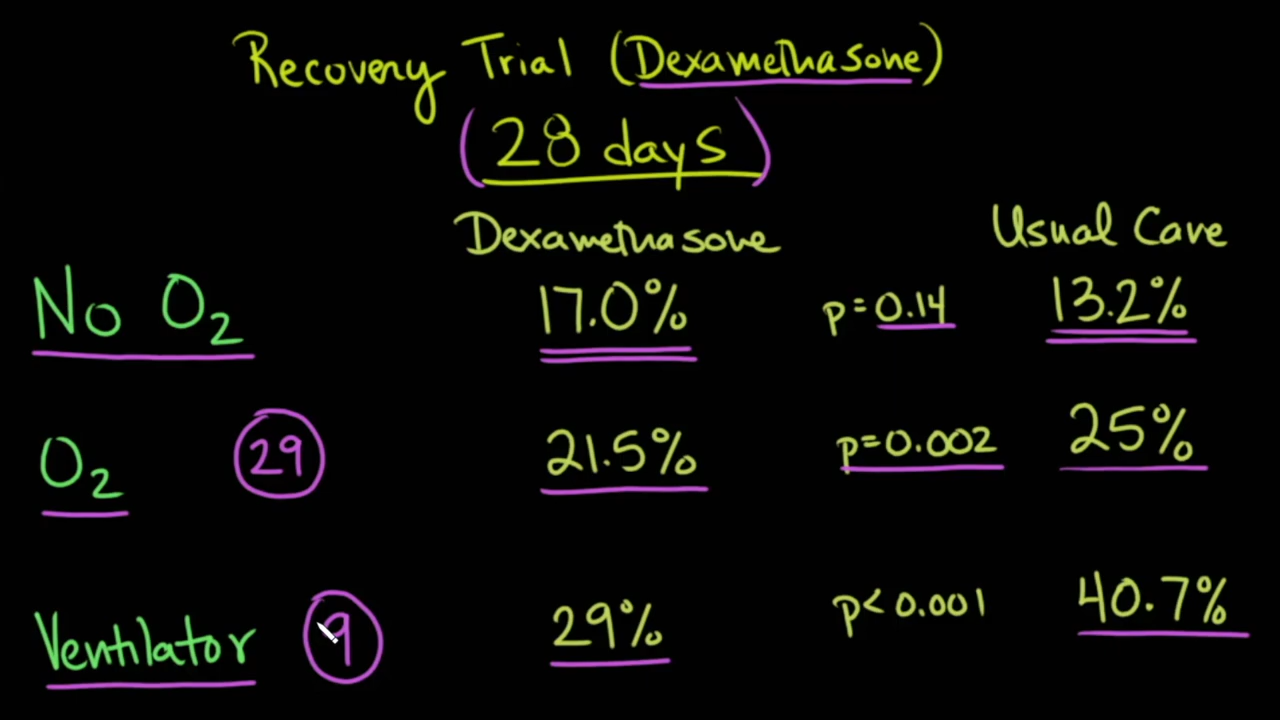 Recovery Trial (Dexamethasone)
(28 days)
Dexamethasone Usual Care
No O2 17.0% p=0.14 13.2%
O2 29 21.5% p=0.002 25%
Ventilator 9 29% p<0.001 40.7%